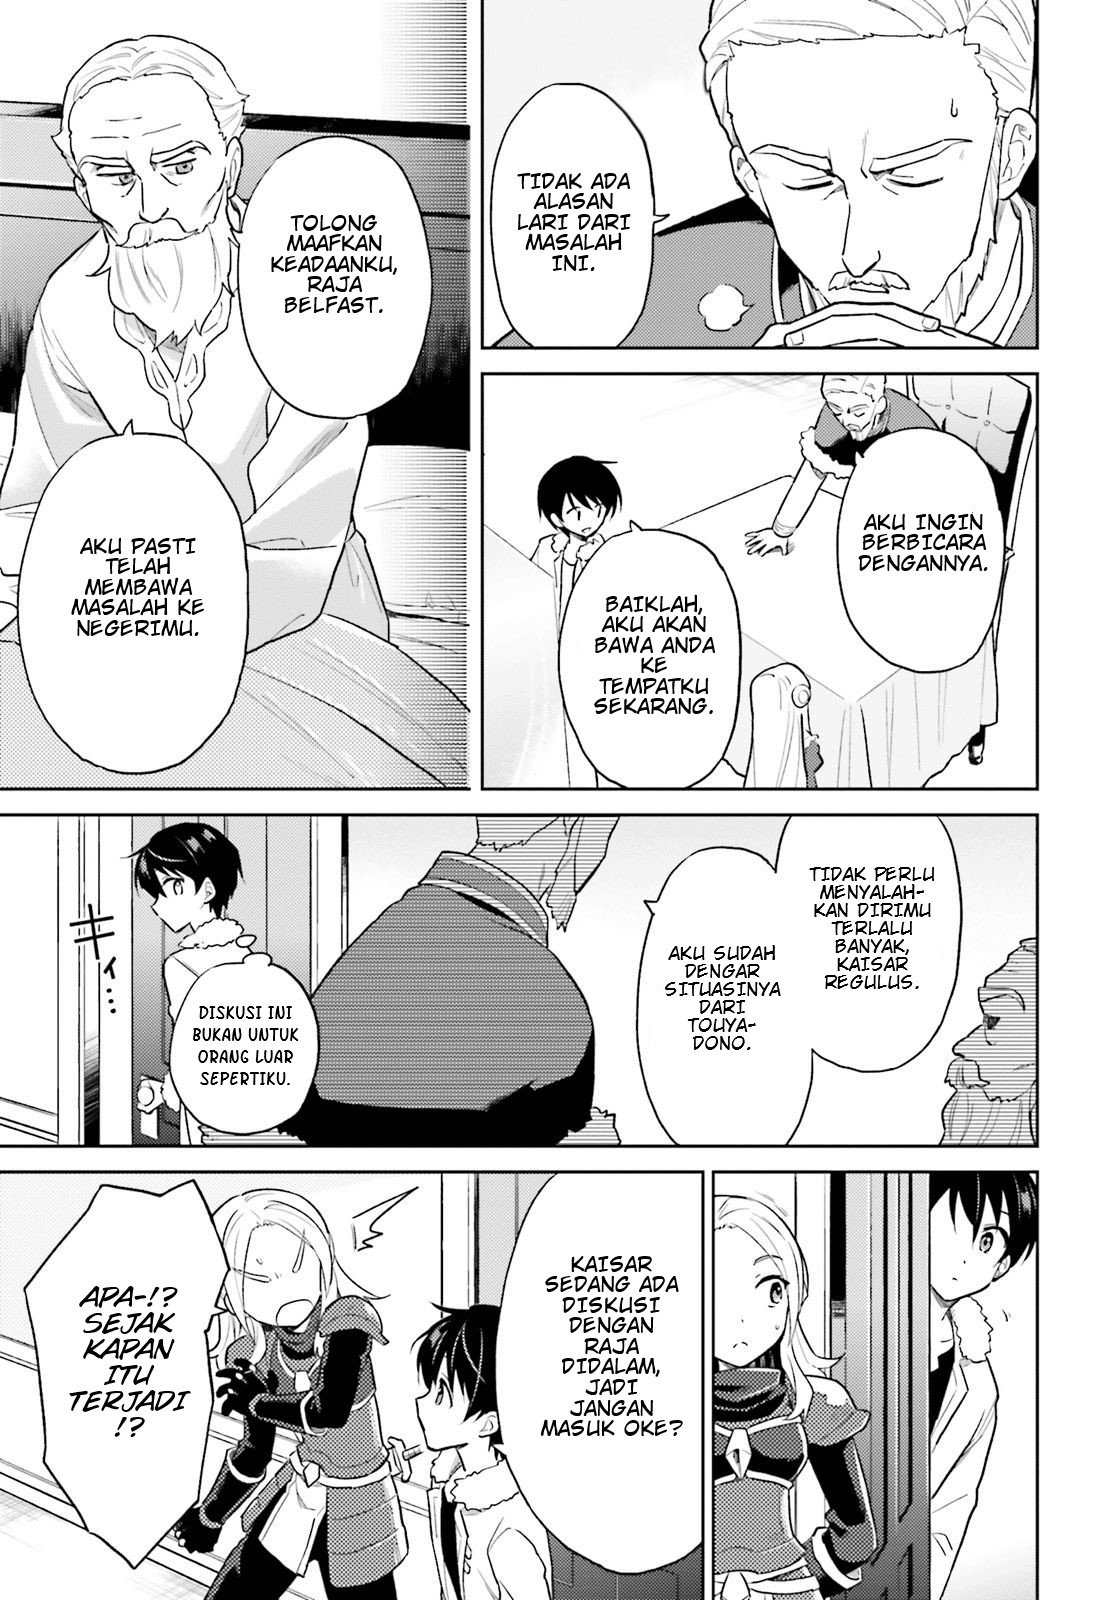 TIDAK ADA
ALASAN
LARI DARI
MASALAH
INI.
AKU INGIN
BERBICARA
DENGANNYA.
BAIKLAH,
AKU AKAN
BAWA ANDA
KE
TEMPATKU
SEKARANG.
TOLONG
MAAFKAN
KEADAANKU,
RAJA
BELFAST.
AKU PASTI
TELAH
MEMBAWA
MASALAH KE
NEGERIMU.
TIDAK PERLU
MENYALAH-
KAN DIRIMU
TERLALU
BANYAK,
KAISAR
REGULUS.
AKU SUDAH
DENGAR
SITUASINYA
DARI
TOUYA-
DONO.
DISKUSI INI
BUKAN UNTUK
ORANG LUAR
SEPERTIKU.
キィ…
KAISAR
SEDANG ADA
DISKUSI
DENGAN
RAJA
DIDALAM,
JADI
JANGAN
MASUK OKE?
APA-!?
SEJAK
KAPAN
ITU
TERJADI
!?